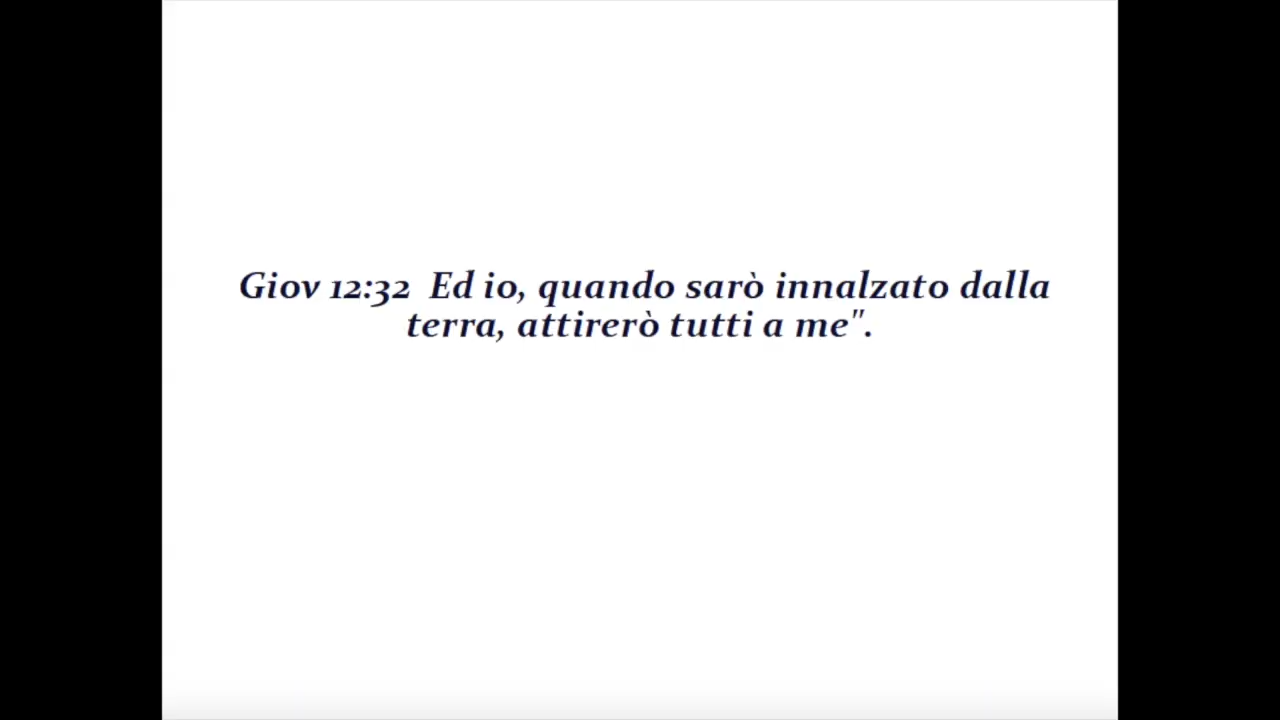 Giov 12:32  Ed io, quando sarò innalzato dalla
terra, attirerò tutti a me".